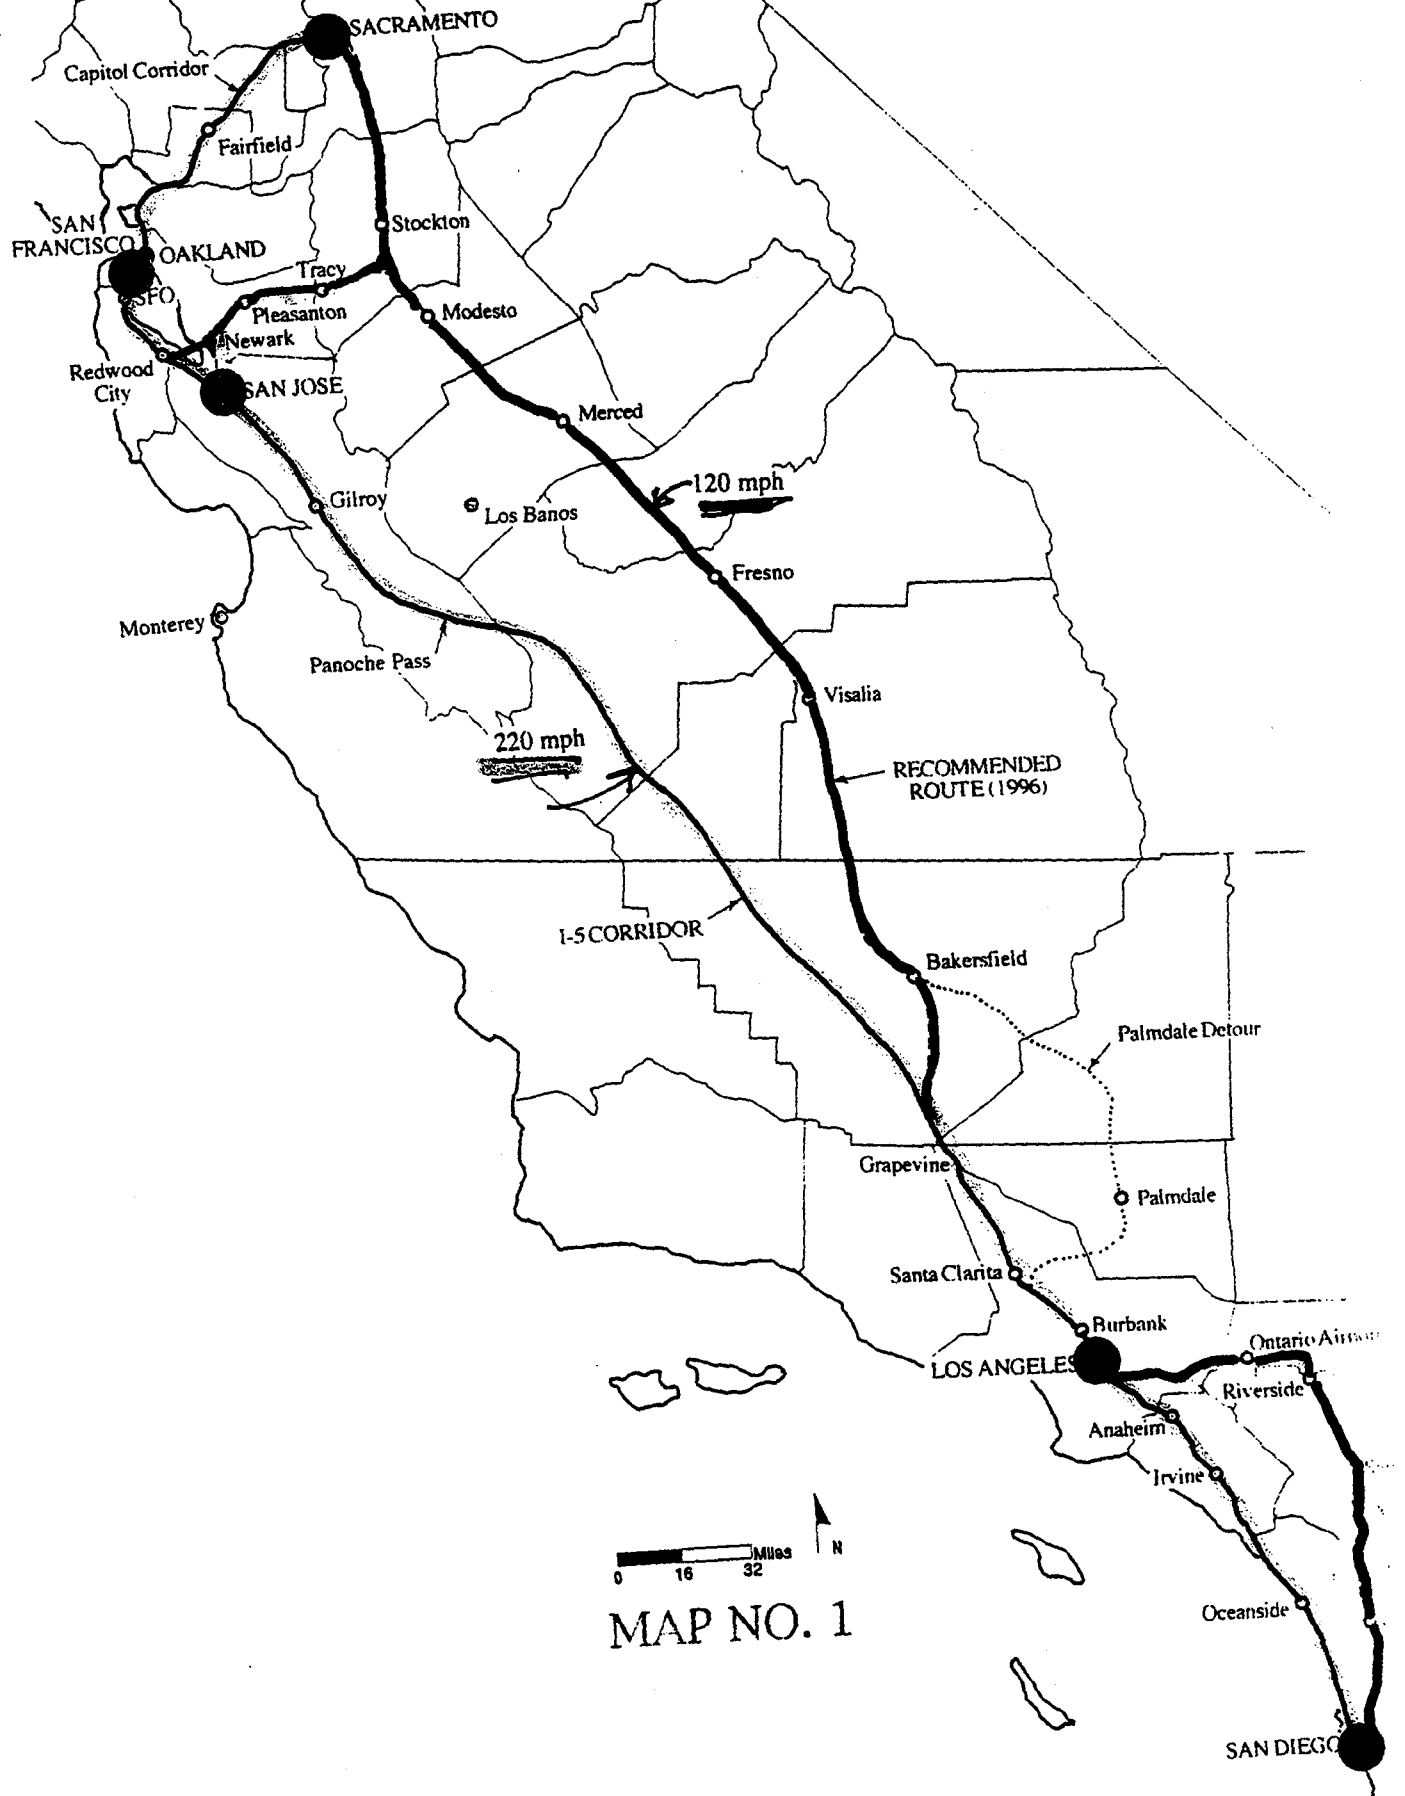 SACRAMENTO
Capitol Corridor
Fairfield
SAN
FRANCISCO
OAKLAND
Stockton
SFO
Tracy
Pleasanton
Modesto
Newark
Redwood
City
SAN JOSE
Merced
120 mph
Gilroy
Los Banos
Fresno
Monterey
Panoche Pass
Visalia
220 mph
RECOMMENDED
ROUTE (1996)
I-5 CORRIDOR
Bakersfield
Palmdale Detour
Grapevine
Palmdale
Santa Clarita
Burbank
Ontario
LOS ANGELES
Riverside
Anaheim
Irvine
N
Miles
0 16 32
Oceanside
MAP NO. 1
SAN DIEGO